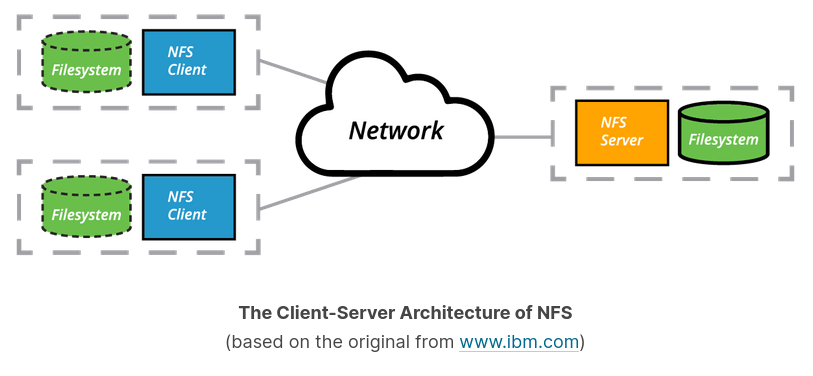 NFS
Client
Filesystem
Network
NFS
Server
Filesystem
NFS
Client
Filesystem
The Client-Server Architecture of NFS
(based on the original from www.ibm.com)